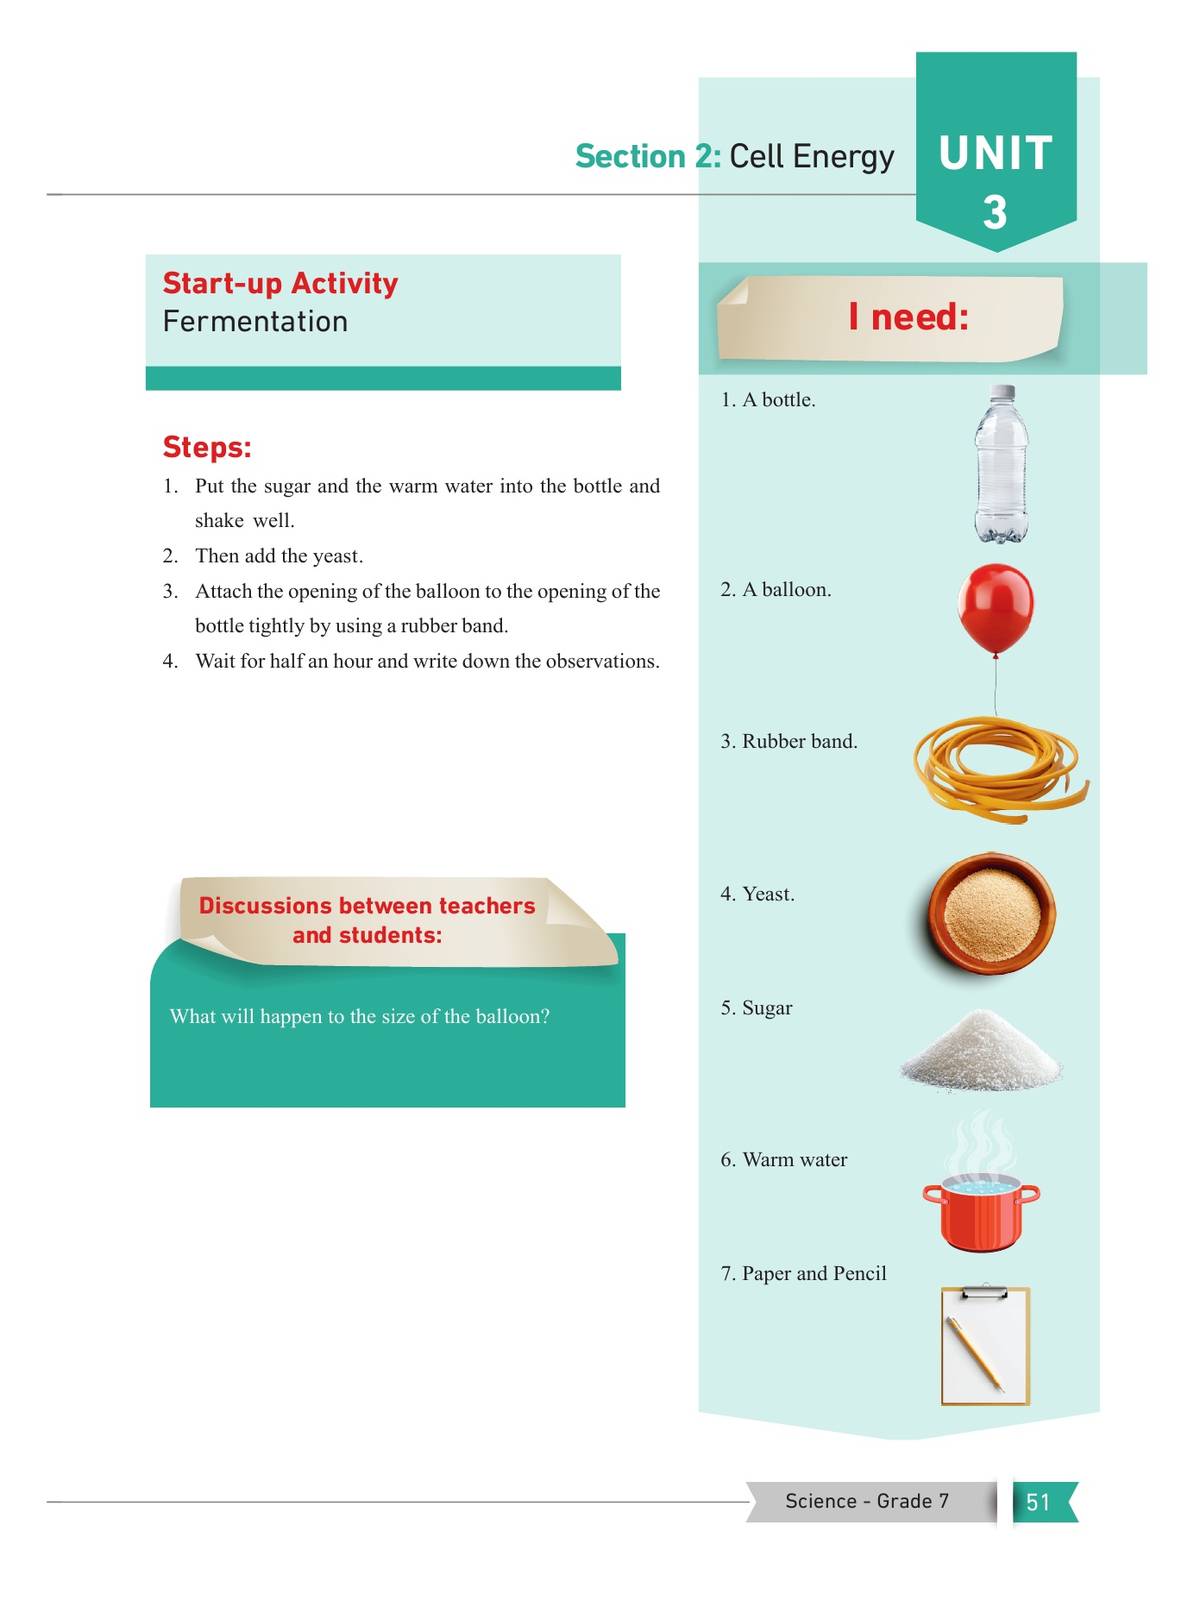 Section 2: Cell Energy
UNIT
3
Start-up Activity
Fermentation
Steps:
1. Put the sugar and the warm water into the bottle and
shake well.
2. Then add the yeast.
3. Attach the opening of the balloon to the opening of the
bottle tightly by using a rubber band.
4. Wait for half an hour and write down the observations.
Discussions between teachers
and students:
What will happen to the size of the balloon?
I need:
1. A bottle.
2. A balloon.
3. Rubber band.
4. Yeast.
5. Sugar
6. Warm water
7. Paper and Pencil
Science - Grade 7
51